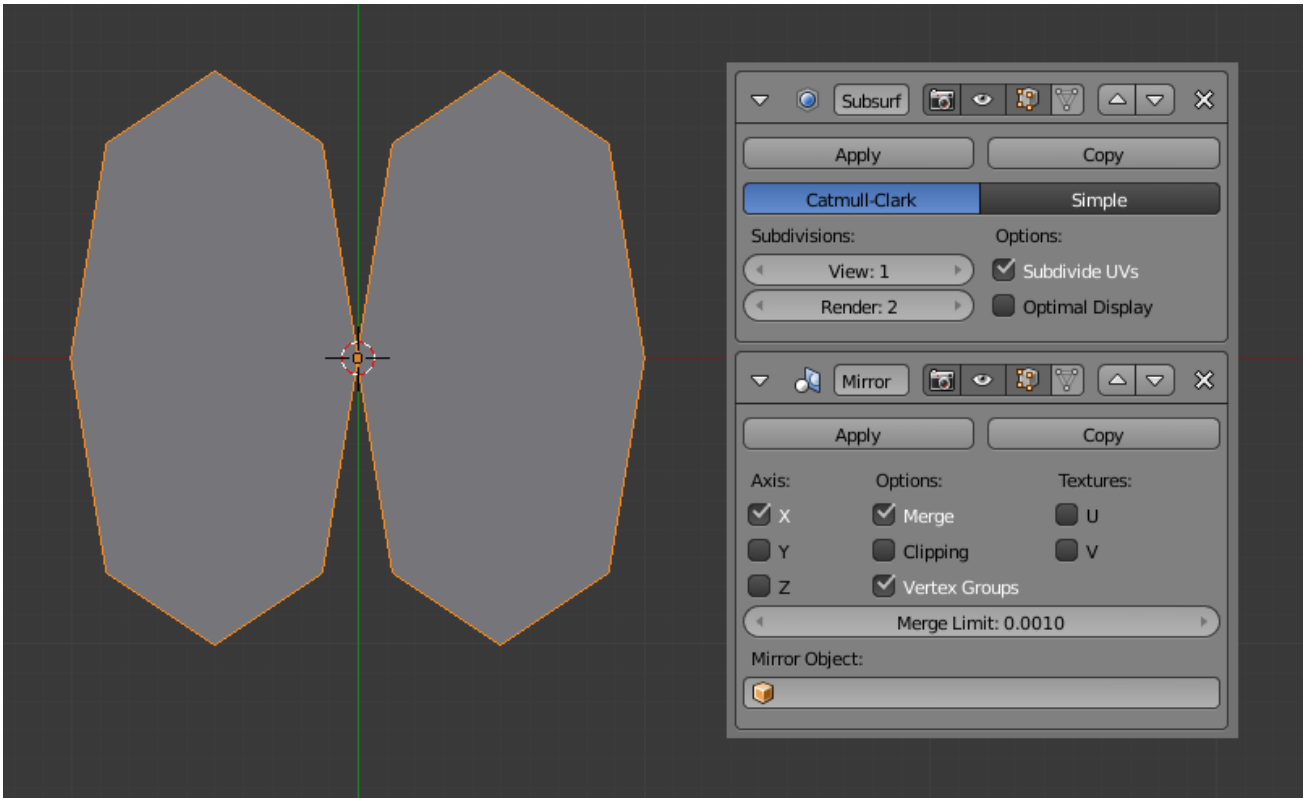 Subsurf
Apply Copy
Catmull-Clark Simple
Subdivisions: Options:
View: 1 Subdivide UVs
Render: 2 Optimal Display
Mirror
Apply Copy
Axis: Options: Textures:
X Merge U
Y Clipping V
Z Vertex Groups
Merge Limit: 0.0010
Mirror Object: